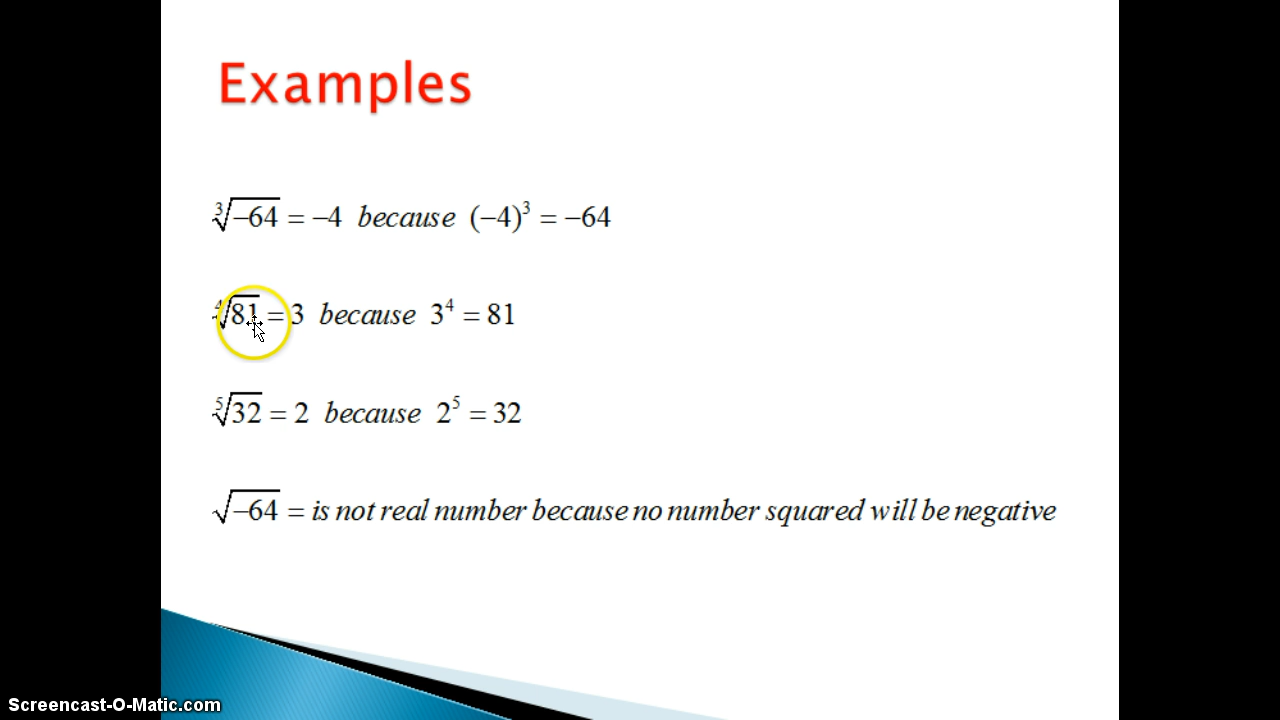 Examples
∛−64 = −4 because (−4)³ = −64
∜81 = 3 because 3⁴ = 81
⁵√32 = 2 because 2⁵ = 32
√−64 = is not real number because no number squared will be negative
Screencast-O-Matic.com